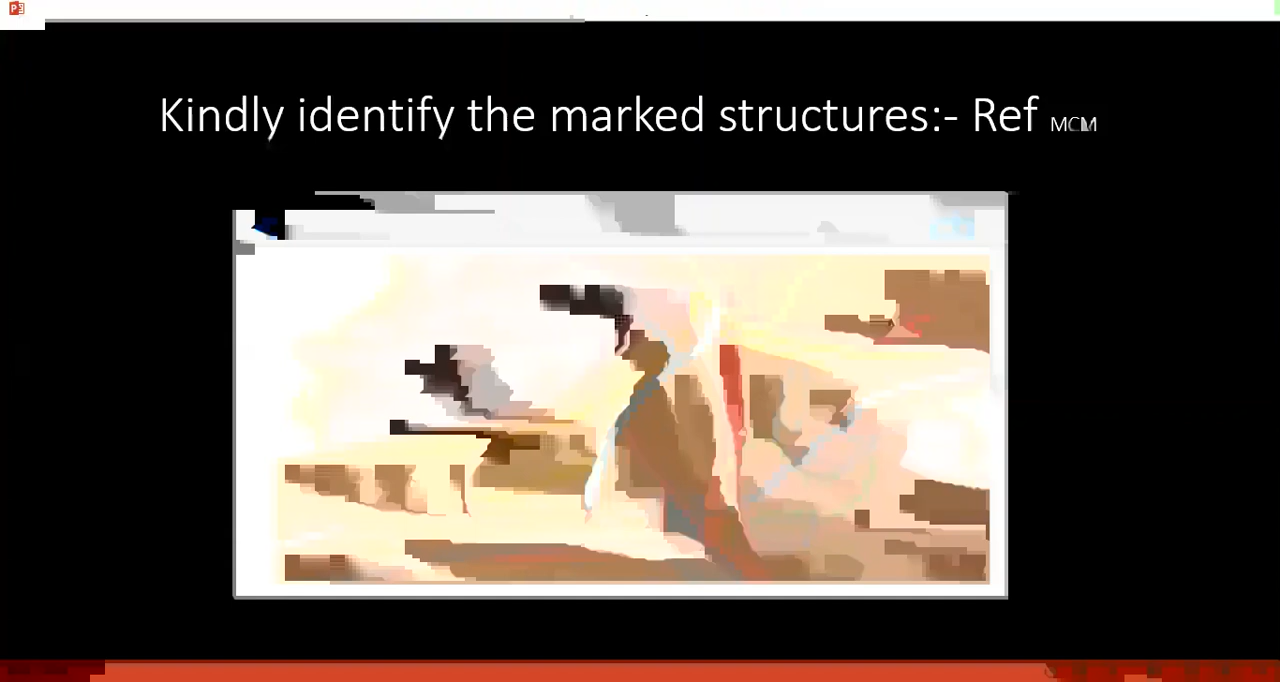 Kindly identify the marked structures:- Ref MCM